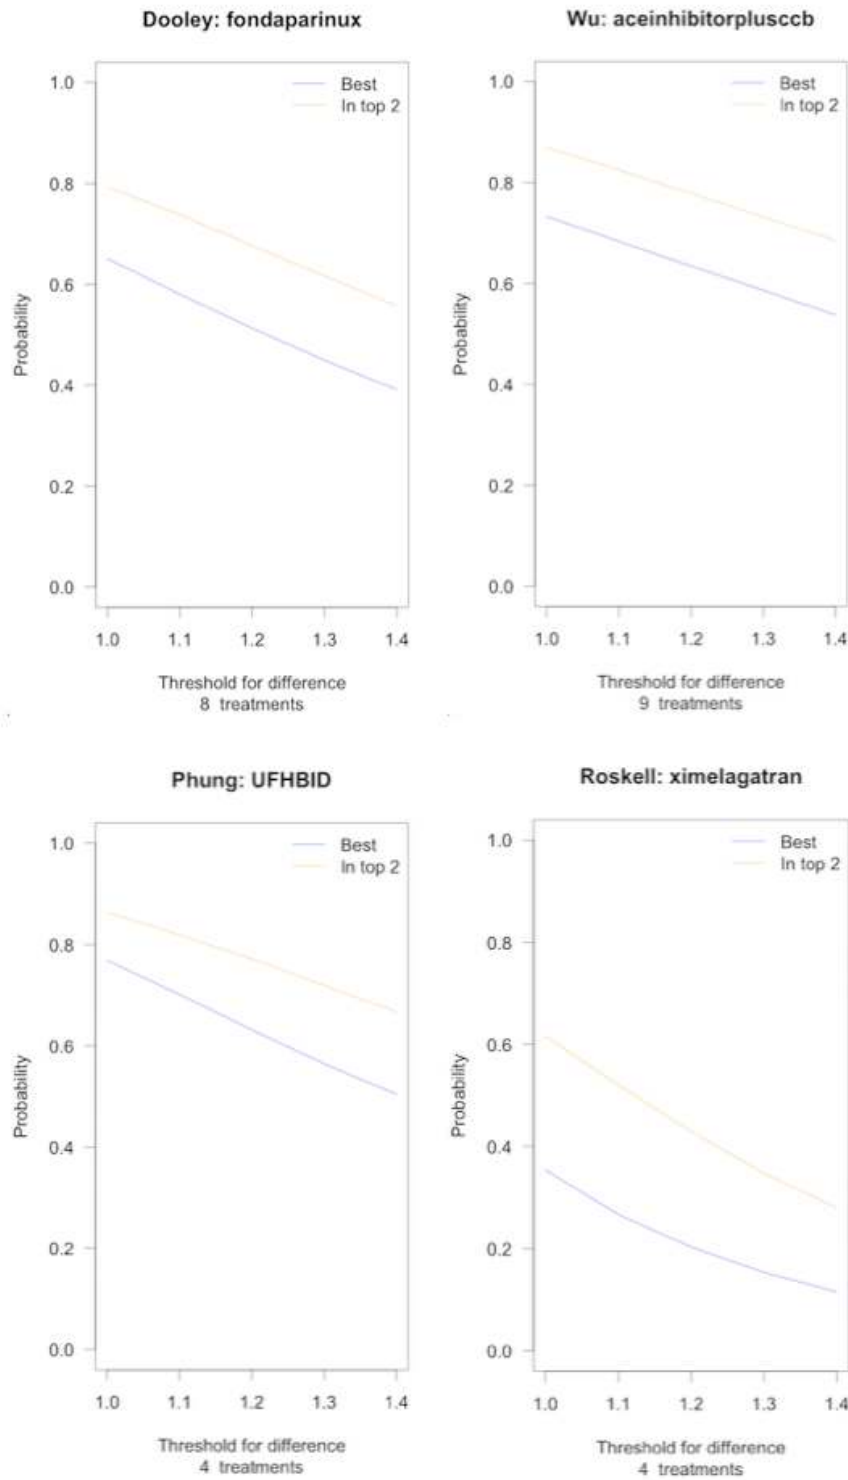 Dooley: fondaparinux
Best
In top 2
1.0
0.8
0.6
0.4
0.2
0.0
Probability
1.0 1.1 1.2 1.3 1.4
Threshold for difference
8 treatments
Wu: aceinhibitorplusccb
Best
In top 2
1.0
0.8
0.6
0.4
0.2
0.0
Probability
1.0 1.1 1.2 1.3 1.4
Threshold for difference
9 treatments
Phung: UFHBID
Best
In top 2
1.0
0.8
0.6
0.4
0.2
0.0
Probability
1.0 1.1 1.2 1.3 1.4
Threshold for difference
4 treatments
Roskell: ximelagatran
Best
In top 2
1.0
0.8
0.6
0.4
0.2
0.0
Probability
1.0 1.1 1.2 1.3 1.4
Threshold for difference
4 treatments